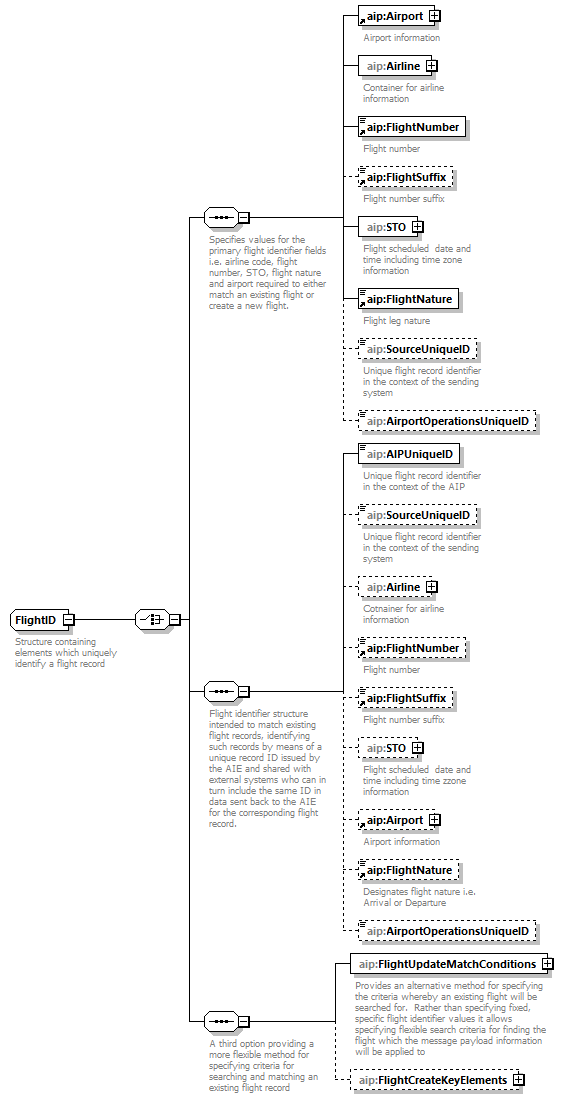 aip:Airport
Airport information
aip:Airline
Container for airline
information
aip:FlightNumber
Flight number
aip:FlightSuffix
Flight number suffix
Specifies values for the
primary flight identifier fields
i.e. airline code, flight
number, STO, flight nature
and airport required to either
match an existing flight or
create a new flight.
aip:STO
Flight scheduled  date and
time including time zone
information
aip:FlightNature
Flight leg nature
aip:SourceUniqueID
Unique flight record identifier
in the context of the sending
system
aip:AirportOperationsUniqueID
FlightID
Structure containing
elements which uniquely
identify a flight record
aip:AIPUniqueID
Unique flight record identifier
in the context of the AIP
aip:SourceUniqueID
Unique flight record identifier
in the context of the sending
system
aip:Airline
Cotnainer for airline
information
aip:FlightNumber
Flight number
aip:FlightSuffix
Flight number suffix
Flight identifier structure
intended to match existing
flight records, identifying
such records by means of a
unique record ID issued by
the AIE and shared with
external systems who can in
turn include the same ID in
data sent back to the AIE
for the corresponding flight
record.
aip:STO
Flight scheduled  date and
time including time zzone
information
aip:Airport
Airport information
aip:FlightNature
Designates flight nature i.e.
Arrival or Departure
aip:AirportOperationsUniqueID
A third option providing a
more flexible method for
specifying criteria for
searching and matching an
existing flight record
aip:FlightUpdateMatchConditions
Provides an alternative method for specifying
the criteria whereby an existing flight will be
searched for.  Rather than specifying fixed,
specific flight identifier values it allows
specifying flexible search criteria for finding the
flight which the message payload information
will be applied to
aip:FlightCreateKeyElements